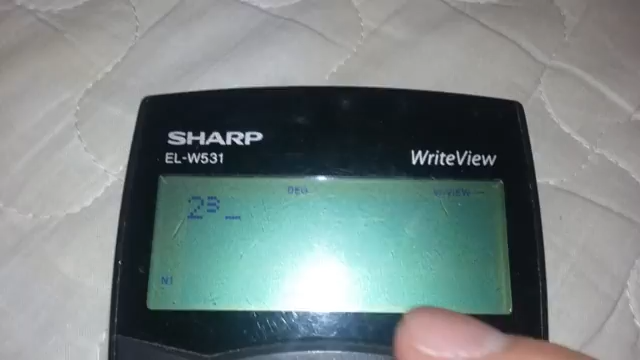 SHARP
EL-W531
WriteView
DEG
W-VIEW
2³_
N1